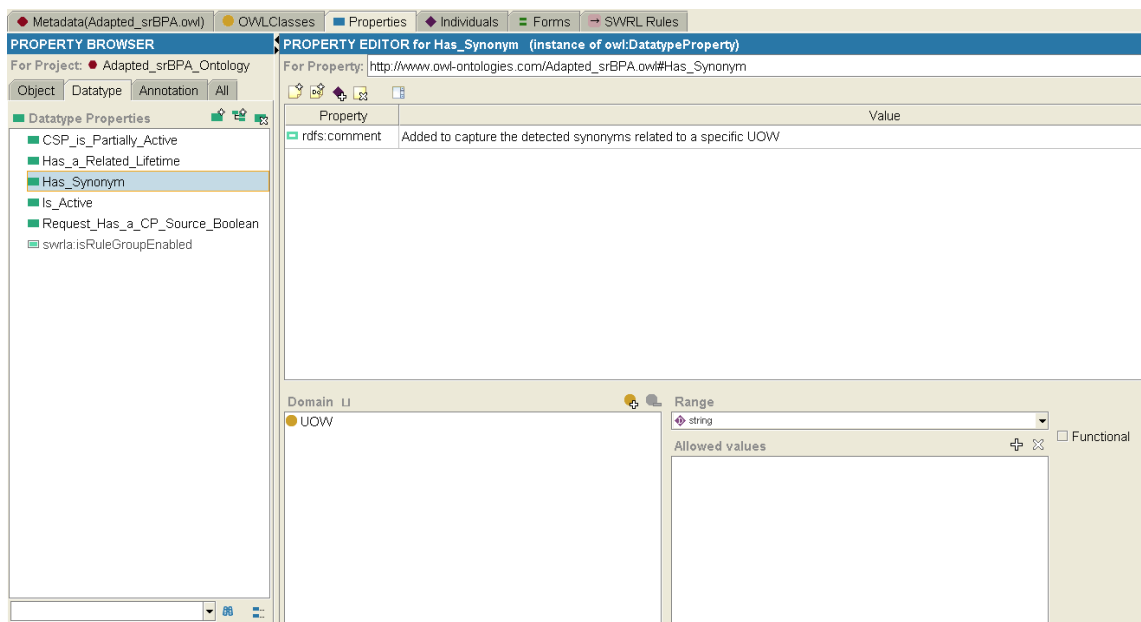 Metadata(Adapted_srBPA.owl) OWLClasses Properties Individuals Forms SWRL Rules
PROPERTY BROWSER
For Project: Adapted_srBPA_Ontology
Object Datatype Annotation All
Datatype Properties
CSP_is_Partially_Active
Has_a_Related_Lifetime
Has_Synonym
Is_Active
Request_Has_a_CP_Source_Boolean
swrla:isRuleGroupEnabled
PROPERTY EDITOR for Has_Synonym (instance of owl:DatatypeProperty)
For Property: http://www.owl-ontologies.com/Adapted_srBPA.owl#Has_Synonym
Property Value
rdfs:comment Added to capture the detected synonyms related to a specific UOW
Domain
UOW
Range
string
Functional
Allowed values